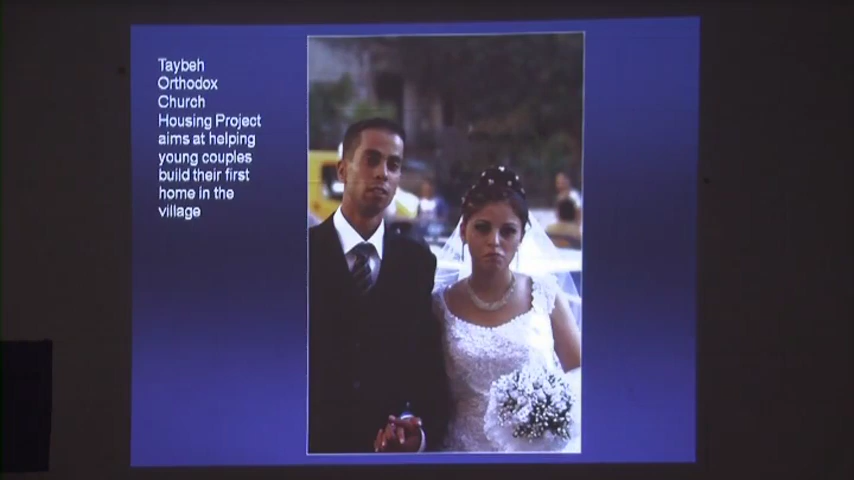 Taybeh
Orthodox
Church
Housing Project
aims at helping
young couples
build their first
home in the
village